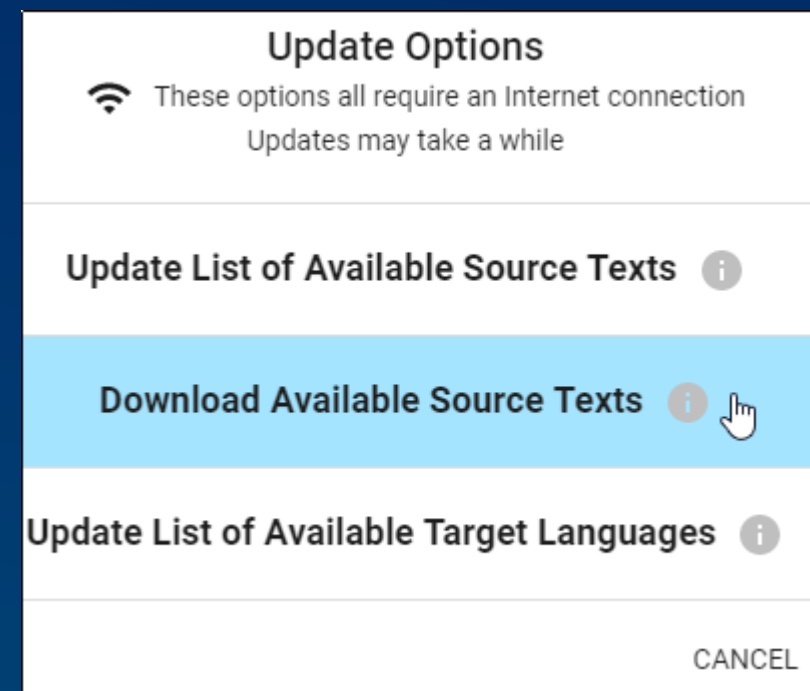 Update Options
These options all require an Internet connection
Updates may take a while
Update List of Available Source Texts
Download Available Source Texts
Update List of Available Target Languages
CANCEL